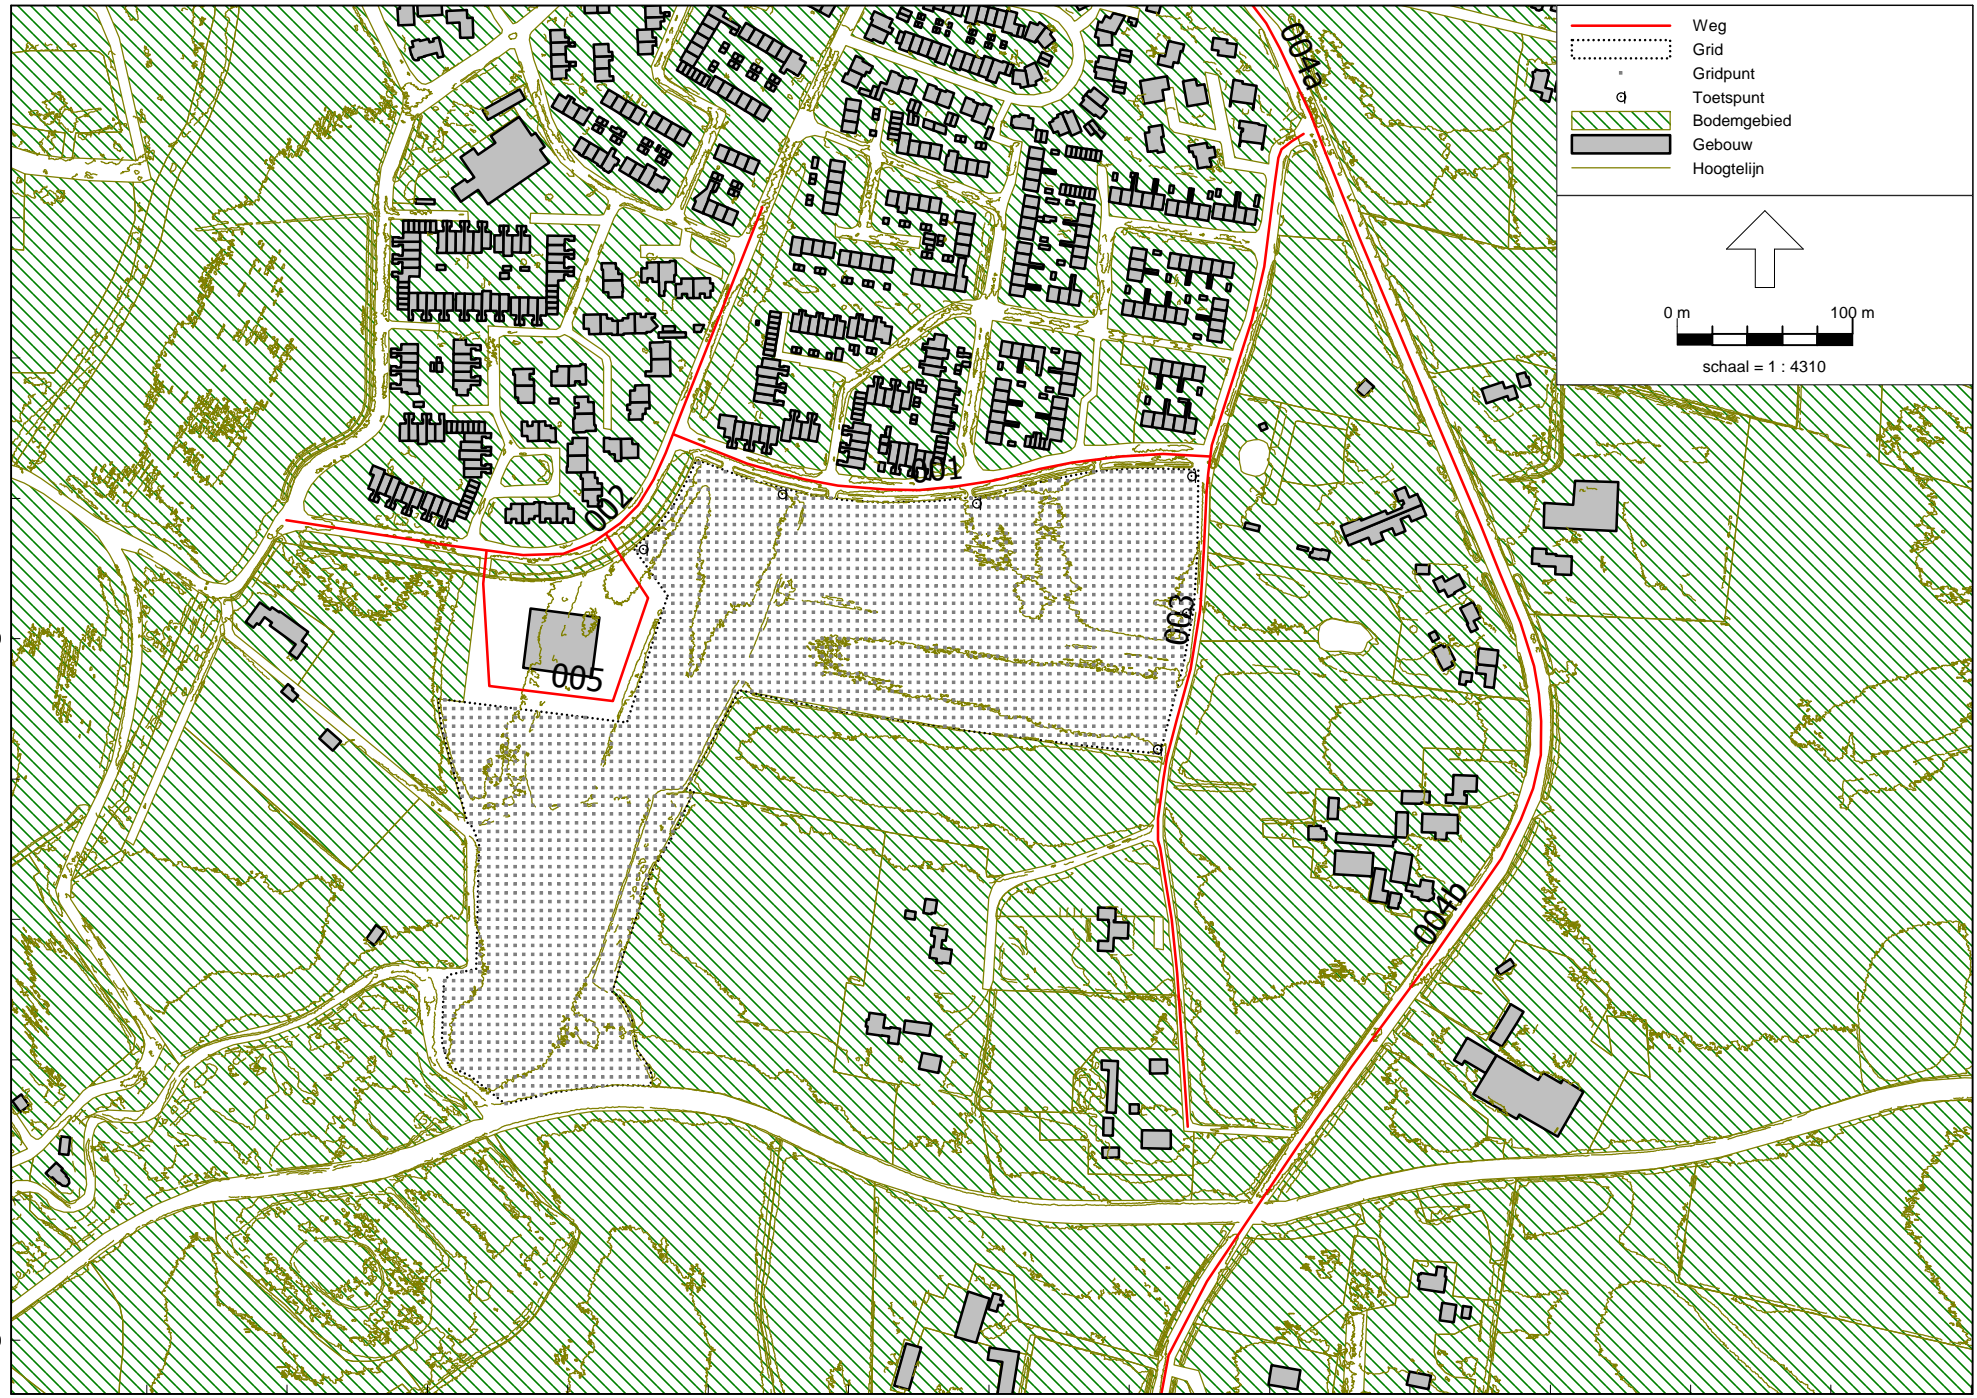 Weg
Grid
Gridpunt
Toetspunt
Bodemgebied
Gebouw
Hoogtelijn
0 m 100 m
schaal = 1 : 4310
004a
001
002
003
005
004b